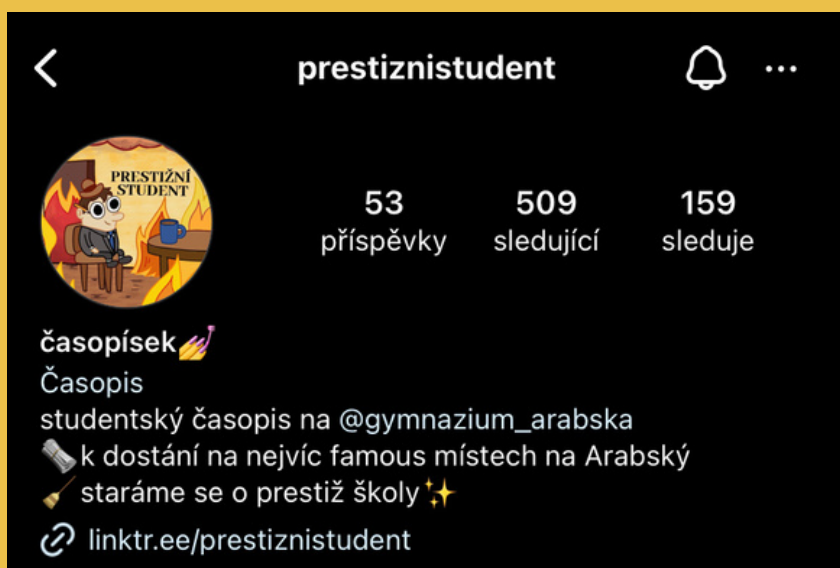 prestiznistudent
PRESTIŽNÍ
STUDENT
53
příspěvky
509
sledující
159
sleduje
časopísek💅
Časopis
studentský časopis na @gymnazium_arabska
🗞️k dostání na nejvíc famous místech na Arabský
🧹 staráme se o prestiž školy✨
linktr.ee/prestiznistudent